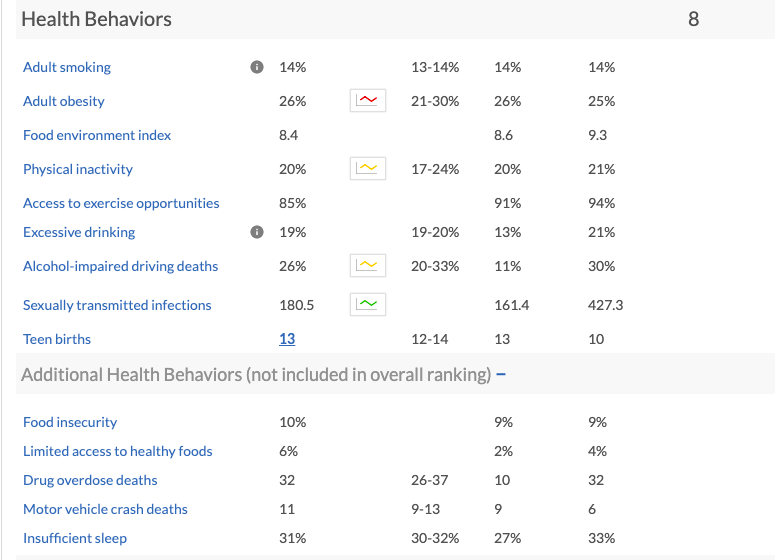 Health Behaviors 8
Adult smoking i 14% 13-14% 14% 14%
Adult obesity 26% 21-30% 26% 25%
Food environment index 8.4 8.6 9.3
Physical inactivity 20% 17-24% 20% 21%
Access to exercise opportunities 85% 91% 94%
Excessive drinking i 19% 19-20% 13% 21%
Alcohol-impaired driving deaths 26% 20-33% 11% 30%
Sexually transmitted infections 180.5 161.4 427.3
Teen births 13 12-14 13 10
Additional Health Behaviors (not included in overall ranking) –
Food insecurity 10% 9% 9%
Limited access to healthy foods 6% 2% 4%
Drug overdose deaths 32 26-37 10 32
Motor vehicle crash deaths 11 9-13 9 6
Insufficient sleep 31% 30-32% 27% 33%